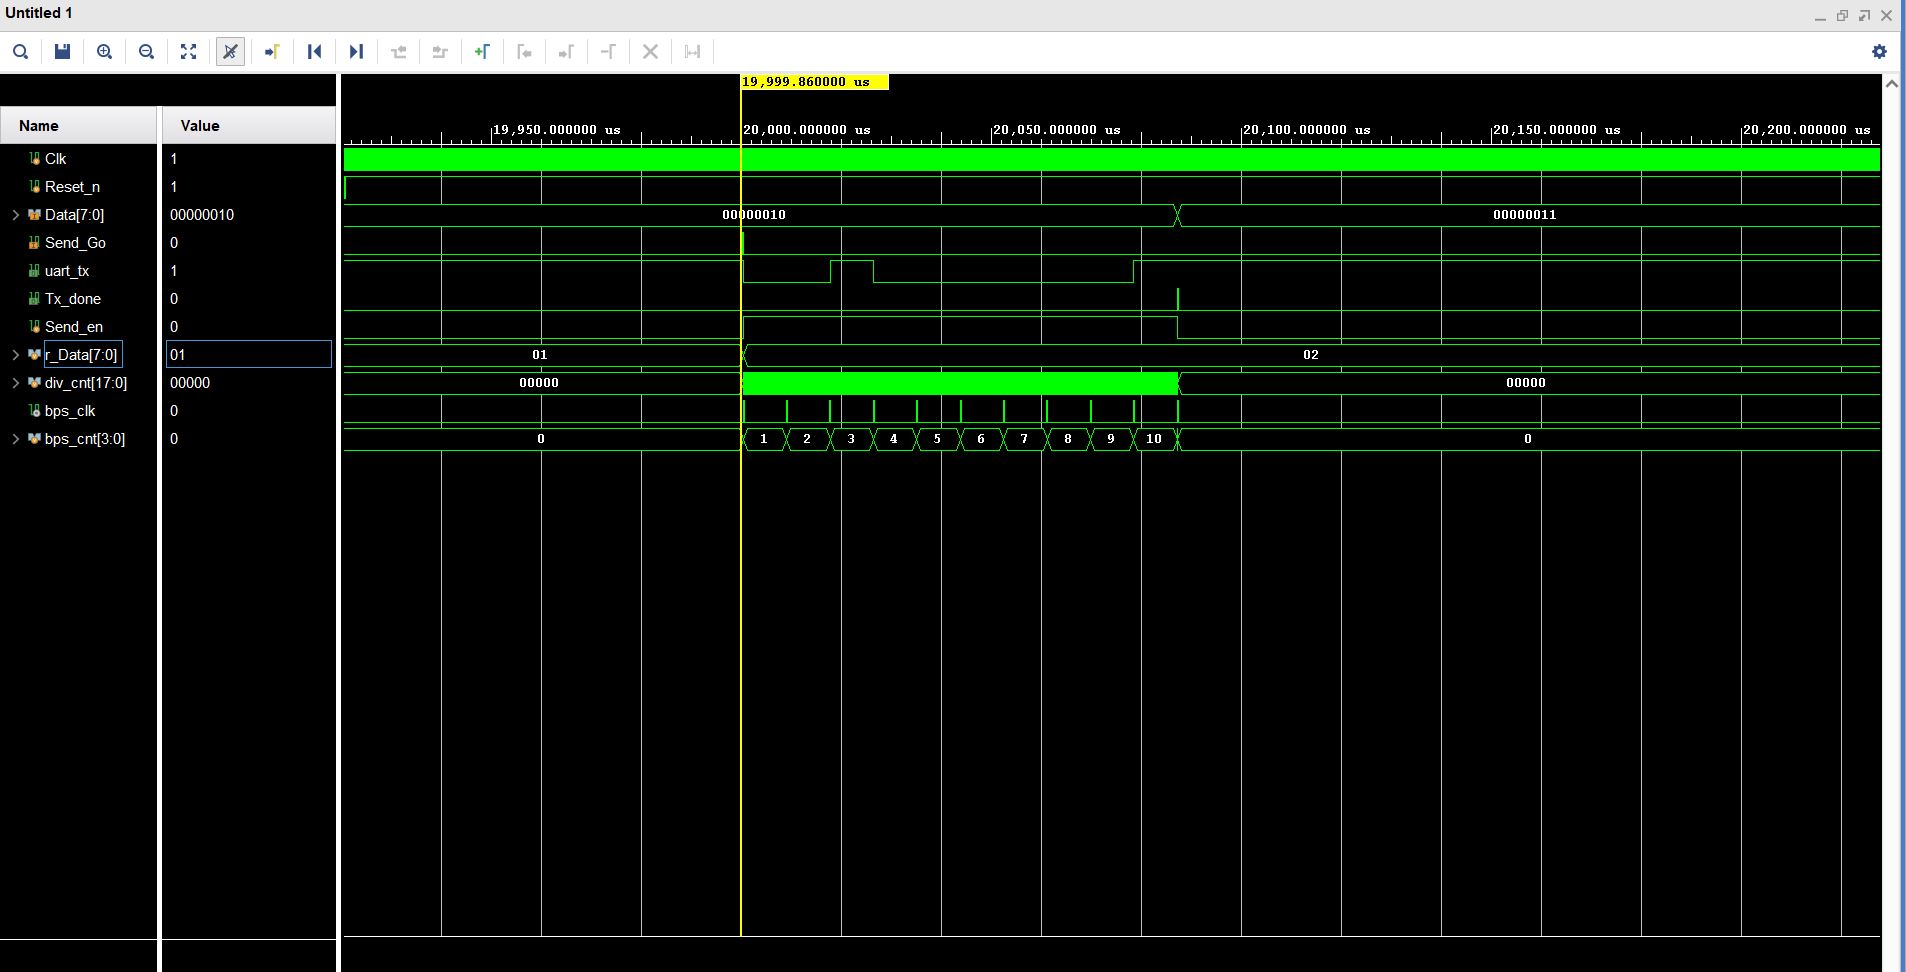 Untitled 1
19,999.860000 us
Name Value
19,950.000000 us 20,000.000000 us 20,050.000000 us 20,100.000000 us 20,150.000000 us 20,200.000000 us
Clk 1
Reset_n 1
Data[7:0] 00000010 00000010 00000011
Send_Go 0
uart_tx 1
Tx_done 0
Send_en 0
r_Data[7:0] 01 01 02
div_cnt[17:0] 00000 00000 00000
bps_clk 0
bps_cnt[3:0] 0 0 1 2 3 4 5 6 7 8 9 10 0